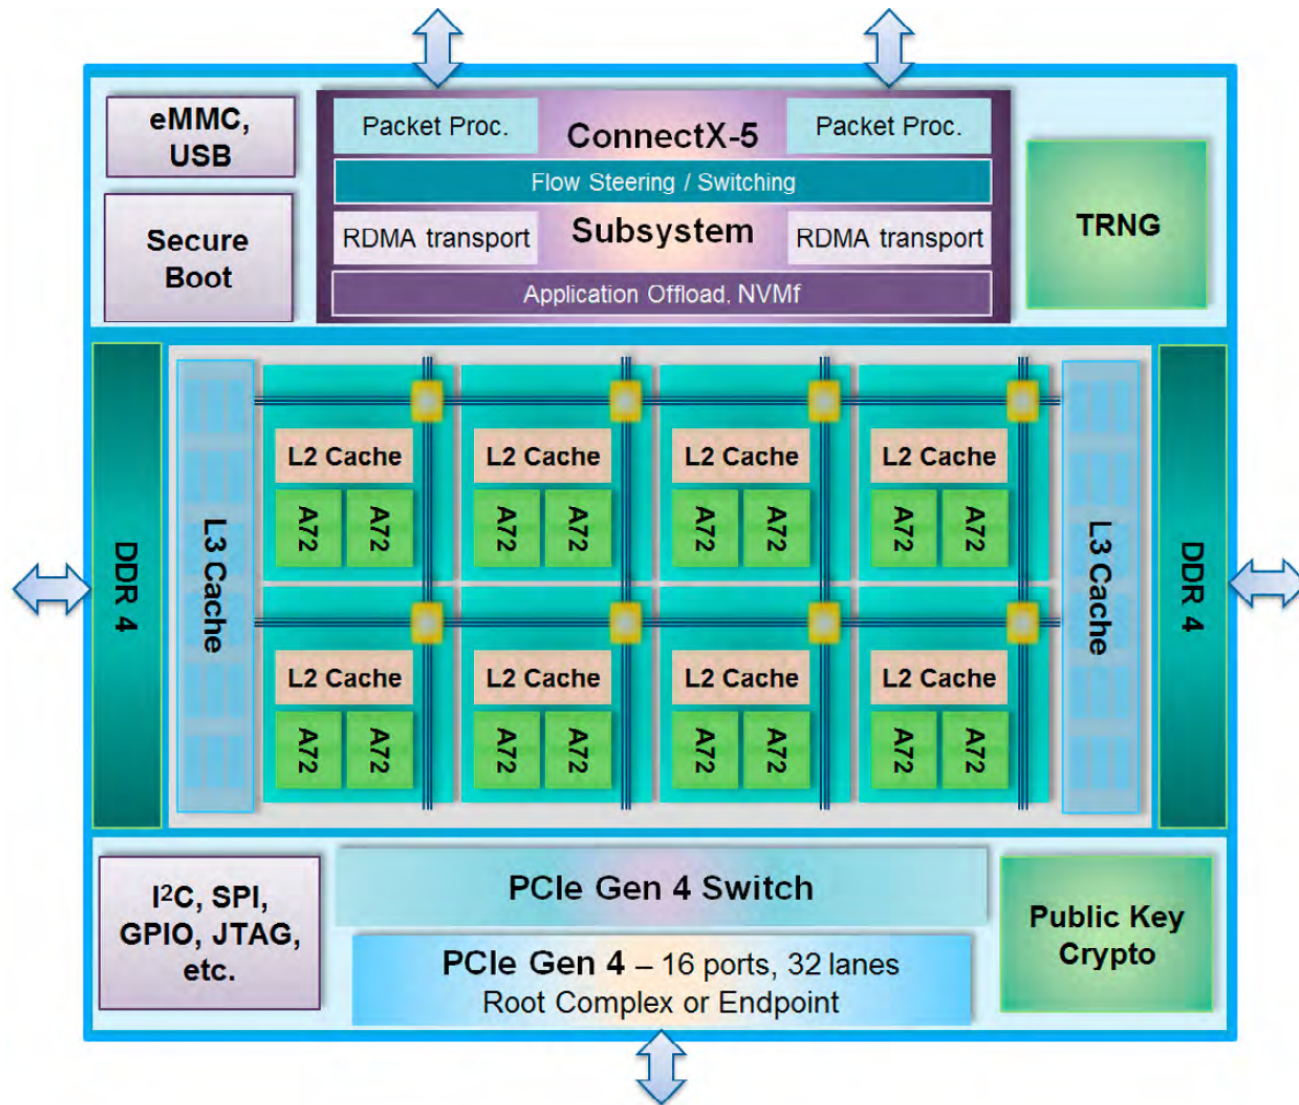 eMMC,
USB
Secure
Boot
Packet Proc.
ConnectX-5
Packet Proc.
Flow Steering / Switching
RDMA transport
Subsystem
RDMA transport
Application Offload, NVMf
TRNG
DDR 4
L3 Cache
L2 Cache
A72
A72
L2 Cache
A72
A72
L2 Cache
A72
A72
L2 Cache
A72
A72
L2 Cache
A72
A72
L2 Cache
A72
A72
L2 Cache
A72
A72
L2 Cache
A72
A72
L3 Cache
DDR 4
I²C, SPI,
GPIO, JTAG,
etc.
PCIe Gen 4 Switch
PCIe Gen 4 – 16 ports, 32 lanes
Root Complex or Endpoint
Public Key
Crypto